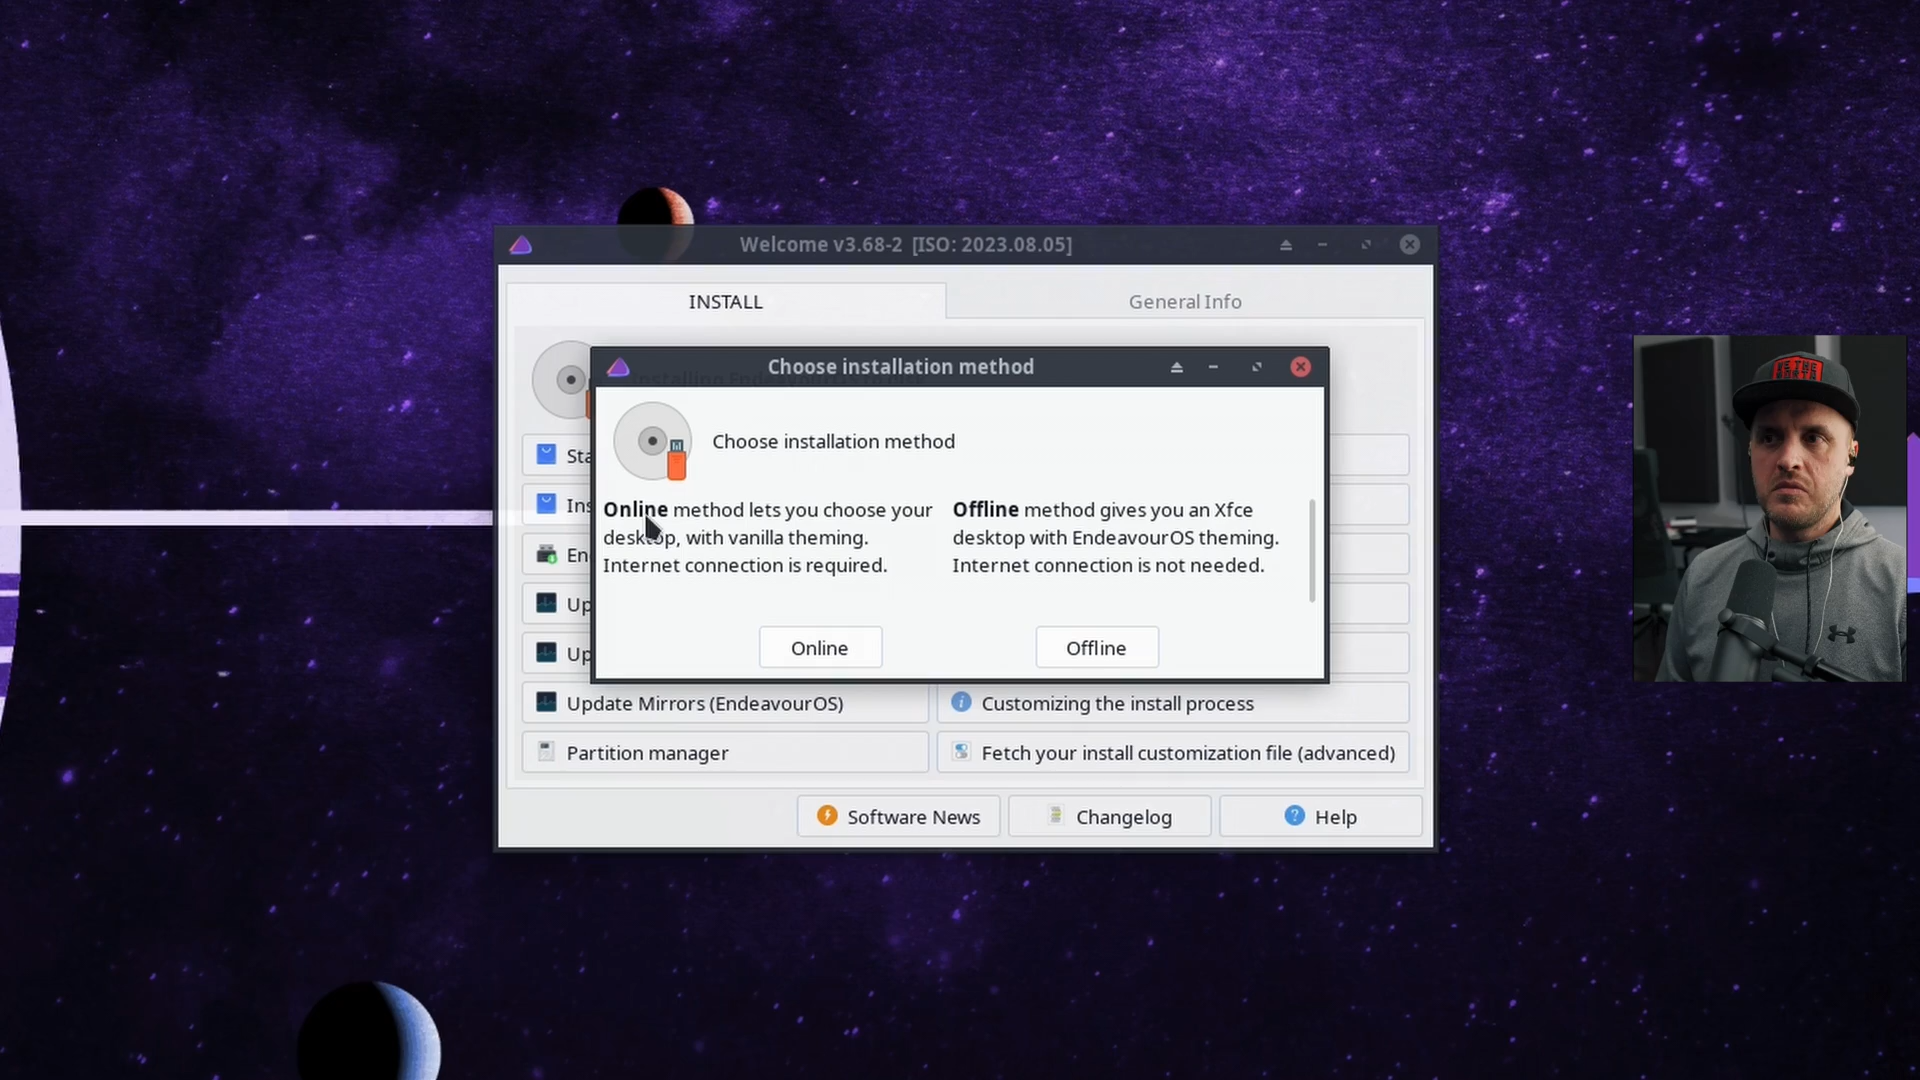 Welcome v3.68-2 [ISO: 2023.08.05]
INSTALL
General Info
Choose installation method
Choose installation method
Online method lets you choose your
desktop, with vanilla theming.
Internet connection is required.
Offline method gives you an Xfce
desktop with EndeavourOS theming.
Internet connection is not needed.
Online
Offline
Sta
Ins
En
Up
Up
Update Mirrors (EndeavourOS)
Customizing the install process
Partition manager
Fetch your install customization file (advanced)
Software News
Changelog
Help